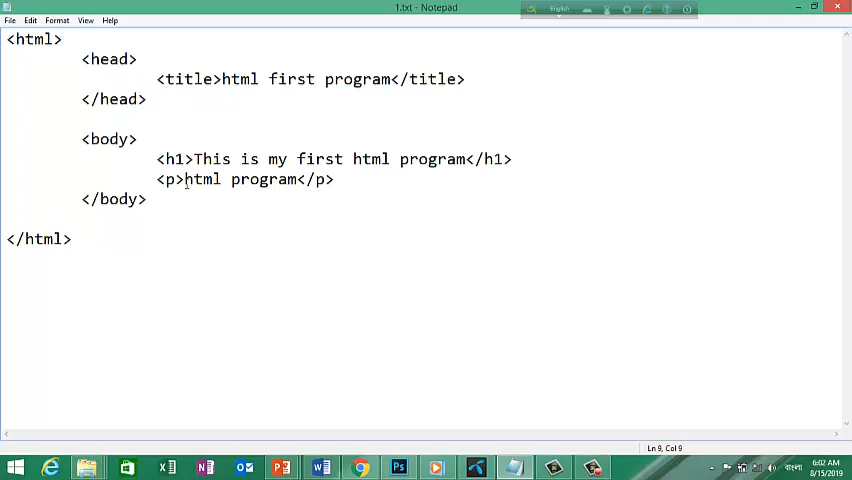 1.txt - Notepad
English
File Edit Format View Help
<html>
<head>
<title>html first program</title>
</head>
<body>
<h1>This is my first html program</h1>
<p>html program</p>
</body>
</html>
Ln 9, Col 9
বাংলা
6:02 AM
8/15/2019